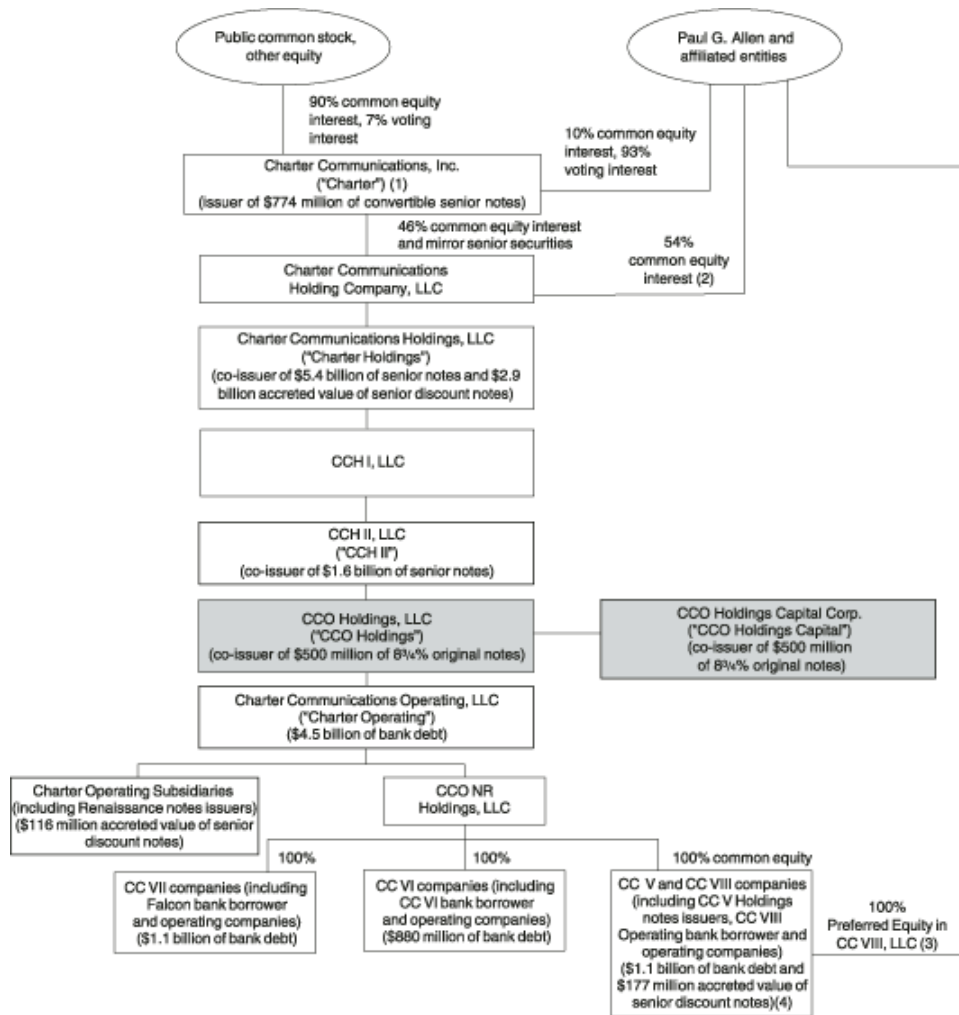 Public common stock,
other equity
Paul G. Allen and
affiliated entities
90% common equity
interest, 7% voting
interest
10% common equity
interest, 93%
voting interest
Charter Communications, Inc.
("Charter") (1)
(issuer of $774 million of convertible senior notes)
46% common equity interest
and mirror senior securities
54%
common equity
interest (2)
Charter Communications
Holding Company, LLC
Charter Communications Holdings, LLC
("Charter Holdings")
(co-issuer of $5.4 billion of senior notes and $2.9
billion accreted value of senior discount notes)
CCH I, LLC
CCH II, LLC
("CCH II")
(co-issuer of $1.6 billion of senior notes)
CCO Holdings, LLC
("CCO Holdings")
(co-issuer of $500 million of 8¾% original notes)
CCO Holdings Capital Corp.
("CCO Holdings Capital")
(co-issuer of $500 million
of 8¾% original notes)
Charter Communications Operating, LLC
("Charter Operating")
($4.5 billion of bank debt)
Charter Operating Subsidiaries
(including Renaissance notes issuers)
($116 million accreted value of senior
discount notes)
CCO NR
Holdings, LLC
100%
100%
100% common equity
CC VII companies (including
Falcon bank borrower
and operating companies)
($1.1 billion of bank debt)
CC VI companies (including
CC VI bank borrower
and operating companies)
($880 million of bank debt)
CC V and CC VIII companies
(including CC V Holdings
notes issuers, CC VIII
Operating bank borrower and
operating companies)
($1.1 billion of bank debt and
$177 million accreted value of
senior discount notes)(4)
100%
Preferred Equity in
CC VIII, LLC (3)